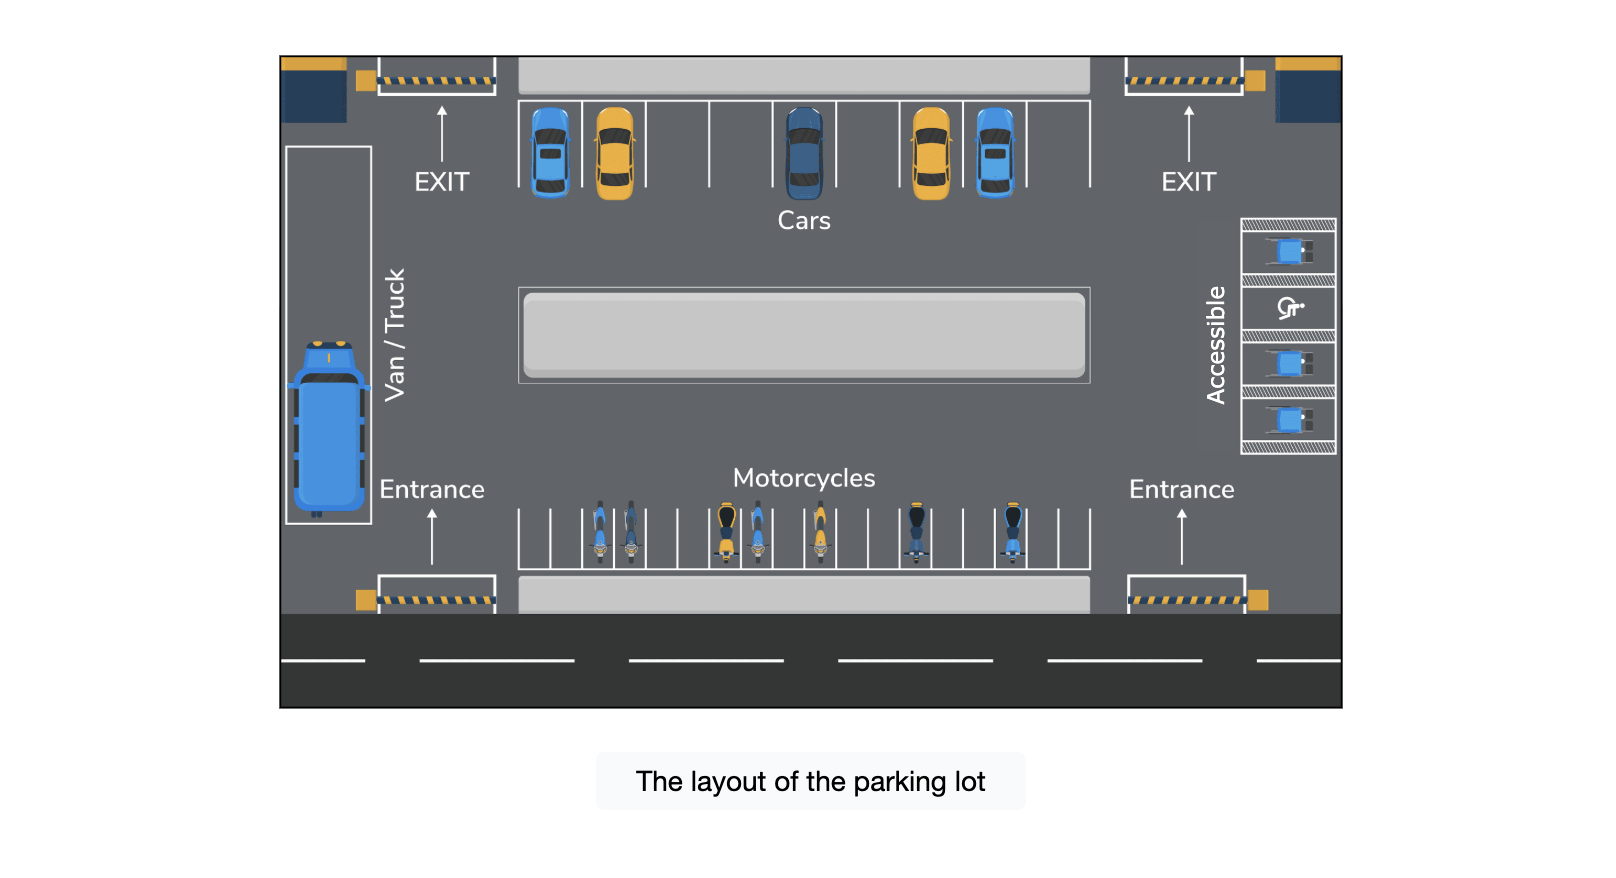 EXIT
EXIT
Cars
Van / Truck
Accessible
Motorcycles
Entrance
Entrance
The layout of the parking lot